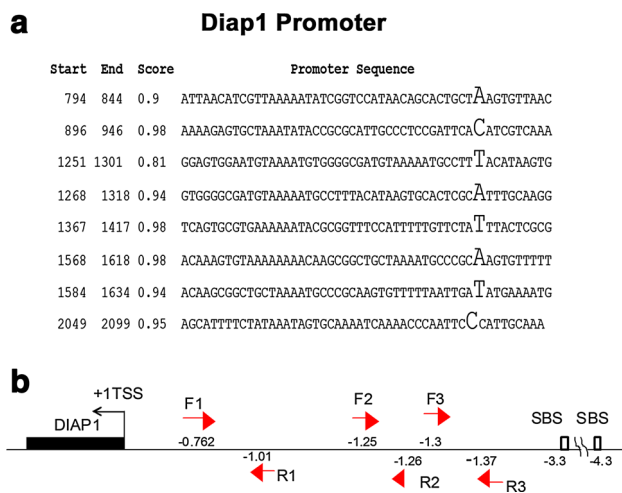 a Diap1 Promoter
Start End Score Promoter Sequence
794 844 0.9 ATTAACATCGTTAAAAATATCGGTCCATAACAGCACTGCTAAGTGTTAAC
896 946 0.98 AAAAGAGTGCTAAATATACCGCGCATTGCCCTCCGATTCACATCGTCAAA
1251 1301 0.81 GGAGTGGAATGTAAAATGTGGGGCGATGTAAAAATGCCTTTACATAAGTG
1268 1318 0.94 GTGGGGCGATGTAAAAATGCCTTTACATAAGTGCACTCGCATTTGCAAGG
1367 1417 0.98 TCAGTGCGTGAAAAAATACGCGGTTTCCATTTTTGTTCTATTTACTCGCG
1568 1618 0.98 ACAAAGTGTAAAAAAAACAAGCGGCTGCTAAAATGCCCGCAAGTGTTTTT
1584 1634 0.94 ACAAGCGGCTGCTAAAATGCCCGCAAGTGTTTTTAATTGATATGAAAATG
2049 2099 0.95 AGCATTTTCTATAAATAGTGCAAAATCAAAACCCAATTCCCATTGCAAA
b
+1TSS
DIAP1
F1 F2 F3 SBS SBS
-0.762 -1.25 -1.3 -3.3 -4.3
-1.01 -1.26 -1.37
R1 R2 R3